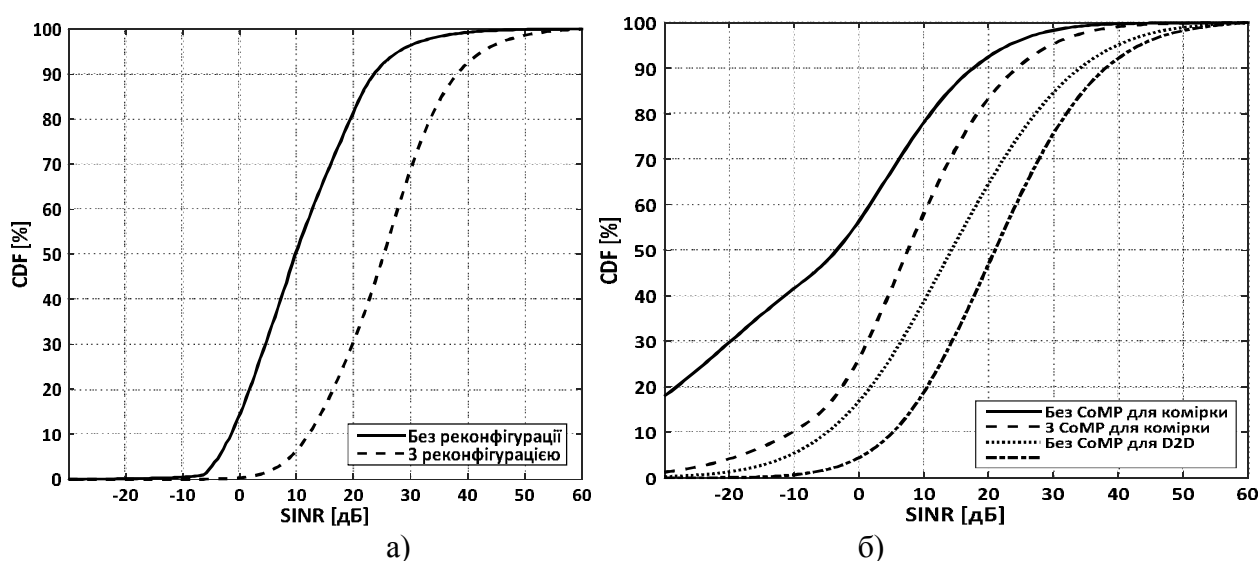 100
90
80
70
60
50
40
30
20
10
0
CDF [%]
-20 -10 0 10 20 30 40 50 60
SINR [дБ]
Без реконфігурації
З реконфігурацією
а)
100
90
80
70
60
50
40
30
20
10
0
CDF [%]
-20 -10 0 10 20 30 40 50 60
SINR [дБ]
Без CoMP для комірки
З CoMP для комірки
Без CoMP для D2D
б)